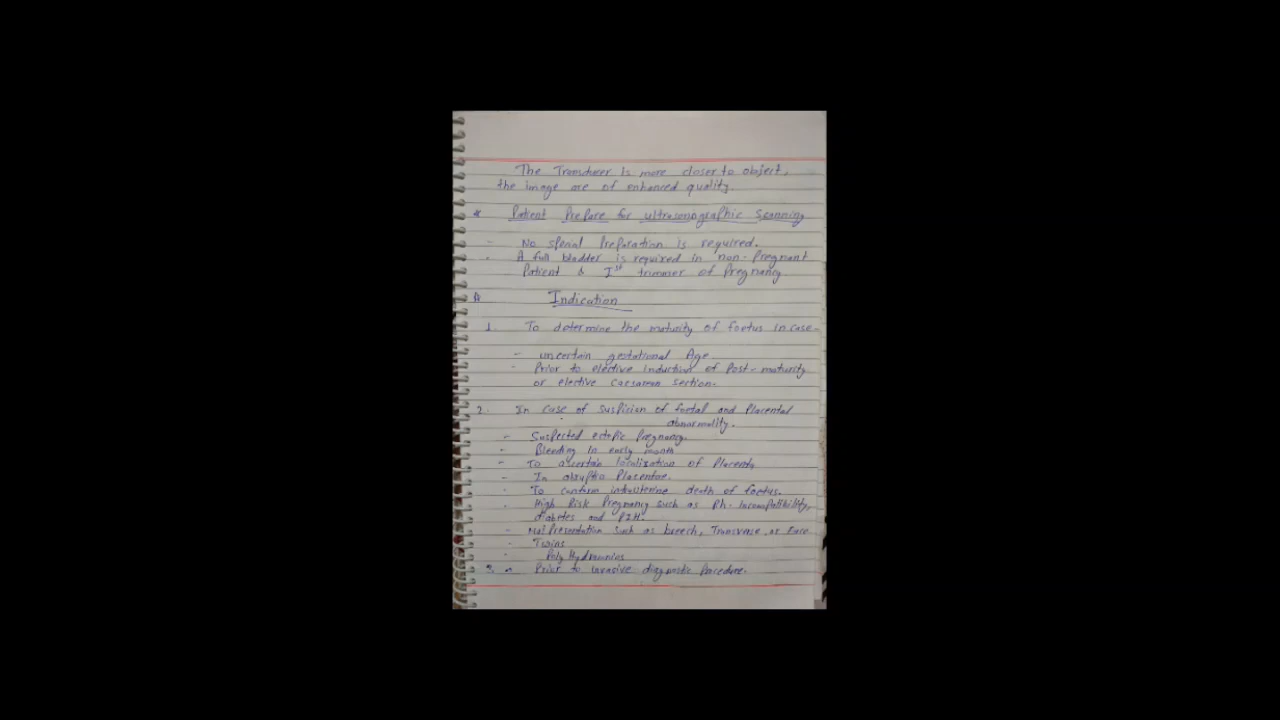 The Transducer is more closer to object,
the image are of enhanced quality
* Patient Prepare for ultrasonographic Scanning
- No speial Preparation is required.
- A full bladder is required in non-Pregnant
Patient & Ist trimmer of Pregnancy
Indication
1. To determine the maturity of foetus in case-
- uncertain gestational Age
- Prior to elective induction of Post-maturity
or elective Caesarean section.
2. In case of suspicion of foetal and Placental
abnormality.
- Suspected ectopic Pregnancy.
- Bleeding in early month
- To ascertain localization of Placenta
- In abruptio Placentae.
- To confirm intrauterine death of foetus.
- High Risk Pregnancy such as Rh. Incompatibility,
diabetes and PIH.
- Malpresentation such as breech, Transverse, or Face
- Twins
- Poly Hydramnios
3. Prior to invasive diagnostic Procedure.